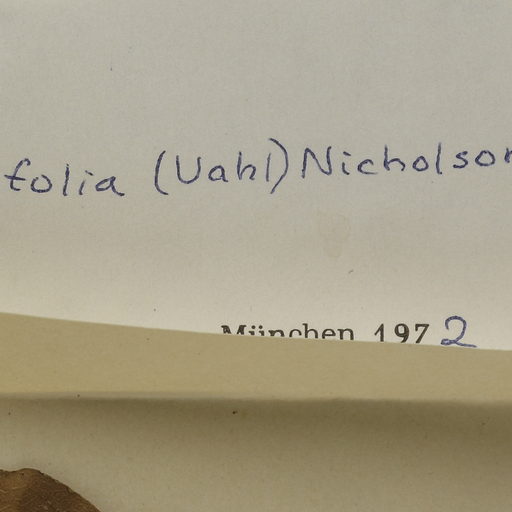 folia (Vahl) Nicholson
München 1972